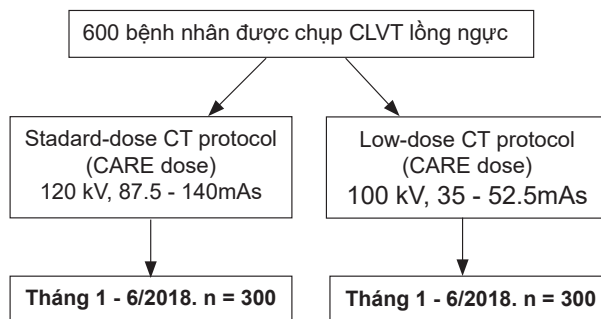 600 bệnh nhân được chụp CLVT lồng ngực
Stadard-dose CT protocol
(CARE dose)
120 kV, 87.5 - 140mAs
Low-dose CT protocol
(CARE dose)
100 kV, 35 - 52.5mAs
Tháng 1 - 6/2018. n = 300
Tháng 1 - 6/2018. n = 300